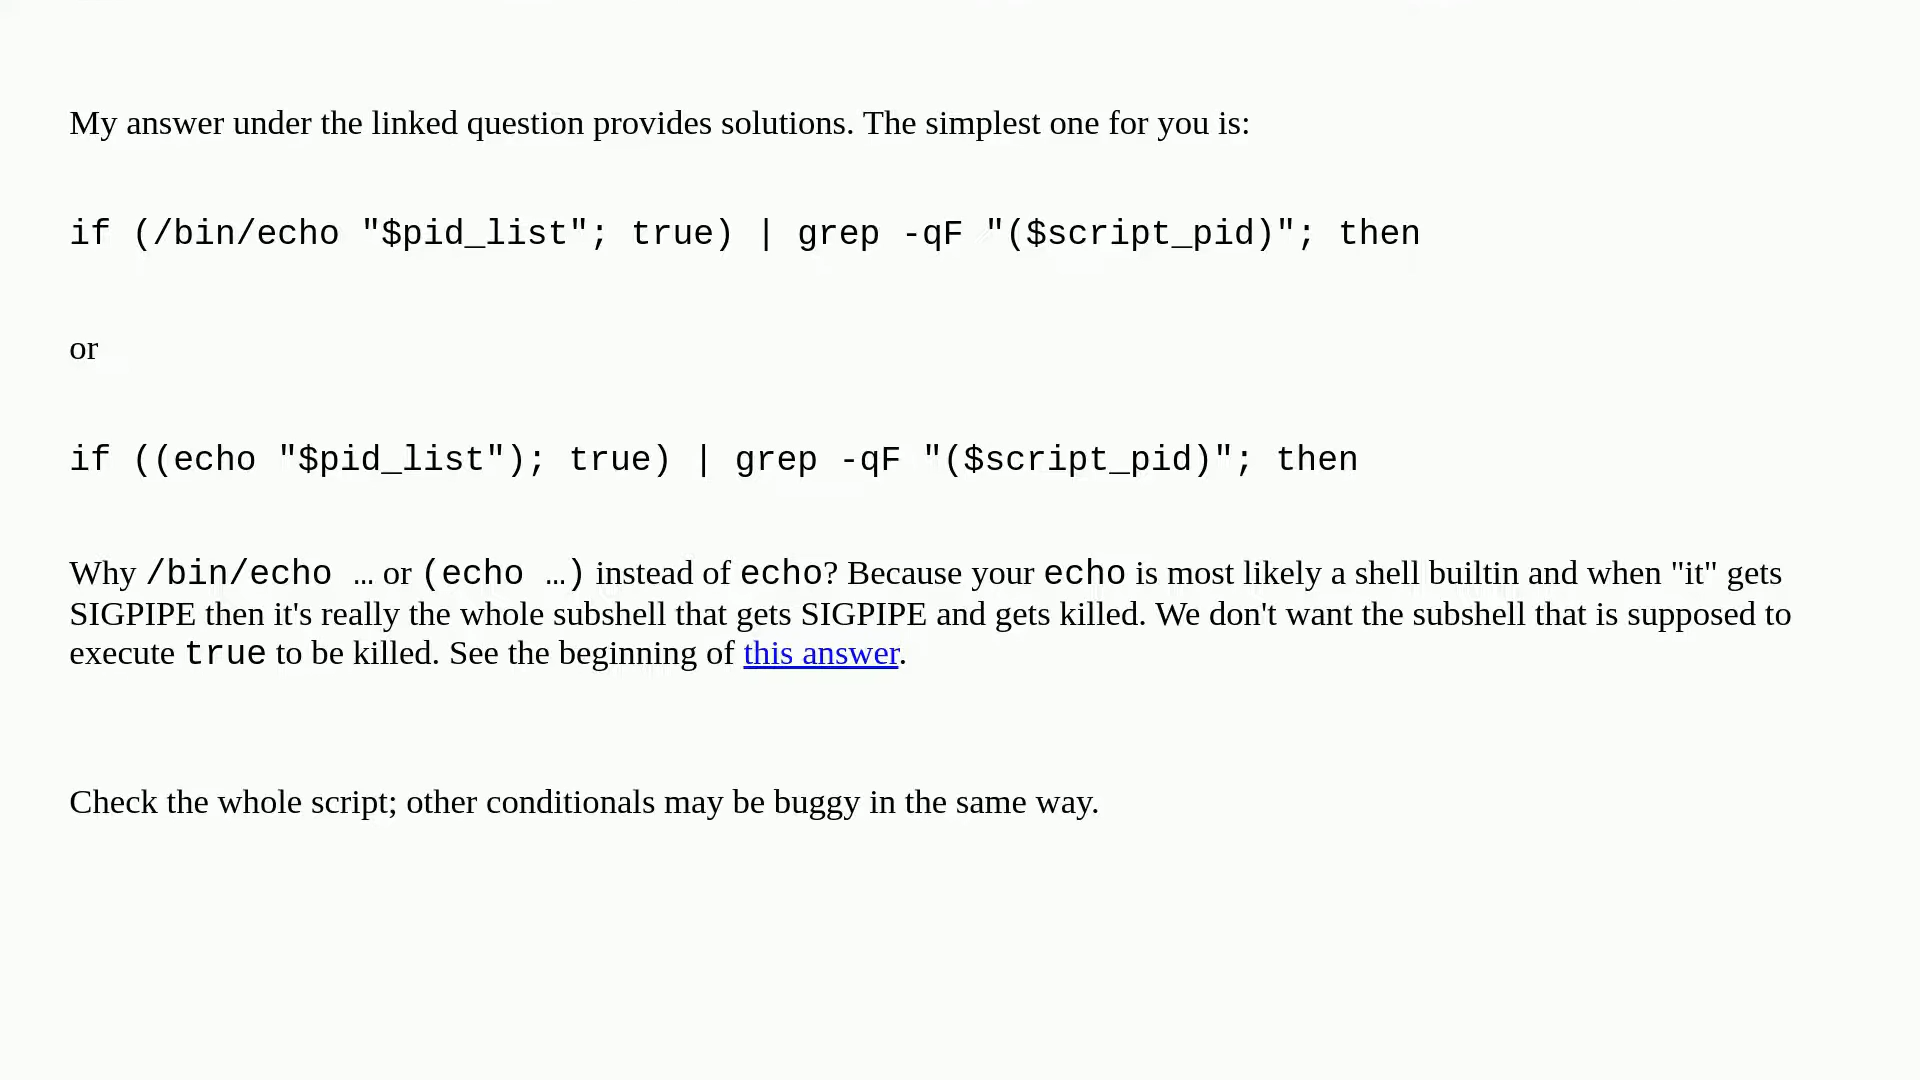 My answer under the linked question provides solutions. The simplest one for you is:
if (/bin/echo "$pid_list"; true) | grep -qF "($script_pid)"; then
or
if ((echo "$pid_list"); true) | grep -qF "($script_pid)"; then
Why /bin/echo … or (echo …) instead of echo? Because your echo is most likely a shell builtin and when "it" gets
SIGPIPE then it's really the whole subshell that gets SIGPIPE and gets killed. We don't want the subshell that is supposed to
execute true to be killed. See the beginning of this answer.
Check the whole script; other conditionals may be buggy in the same way.